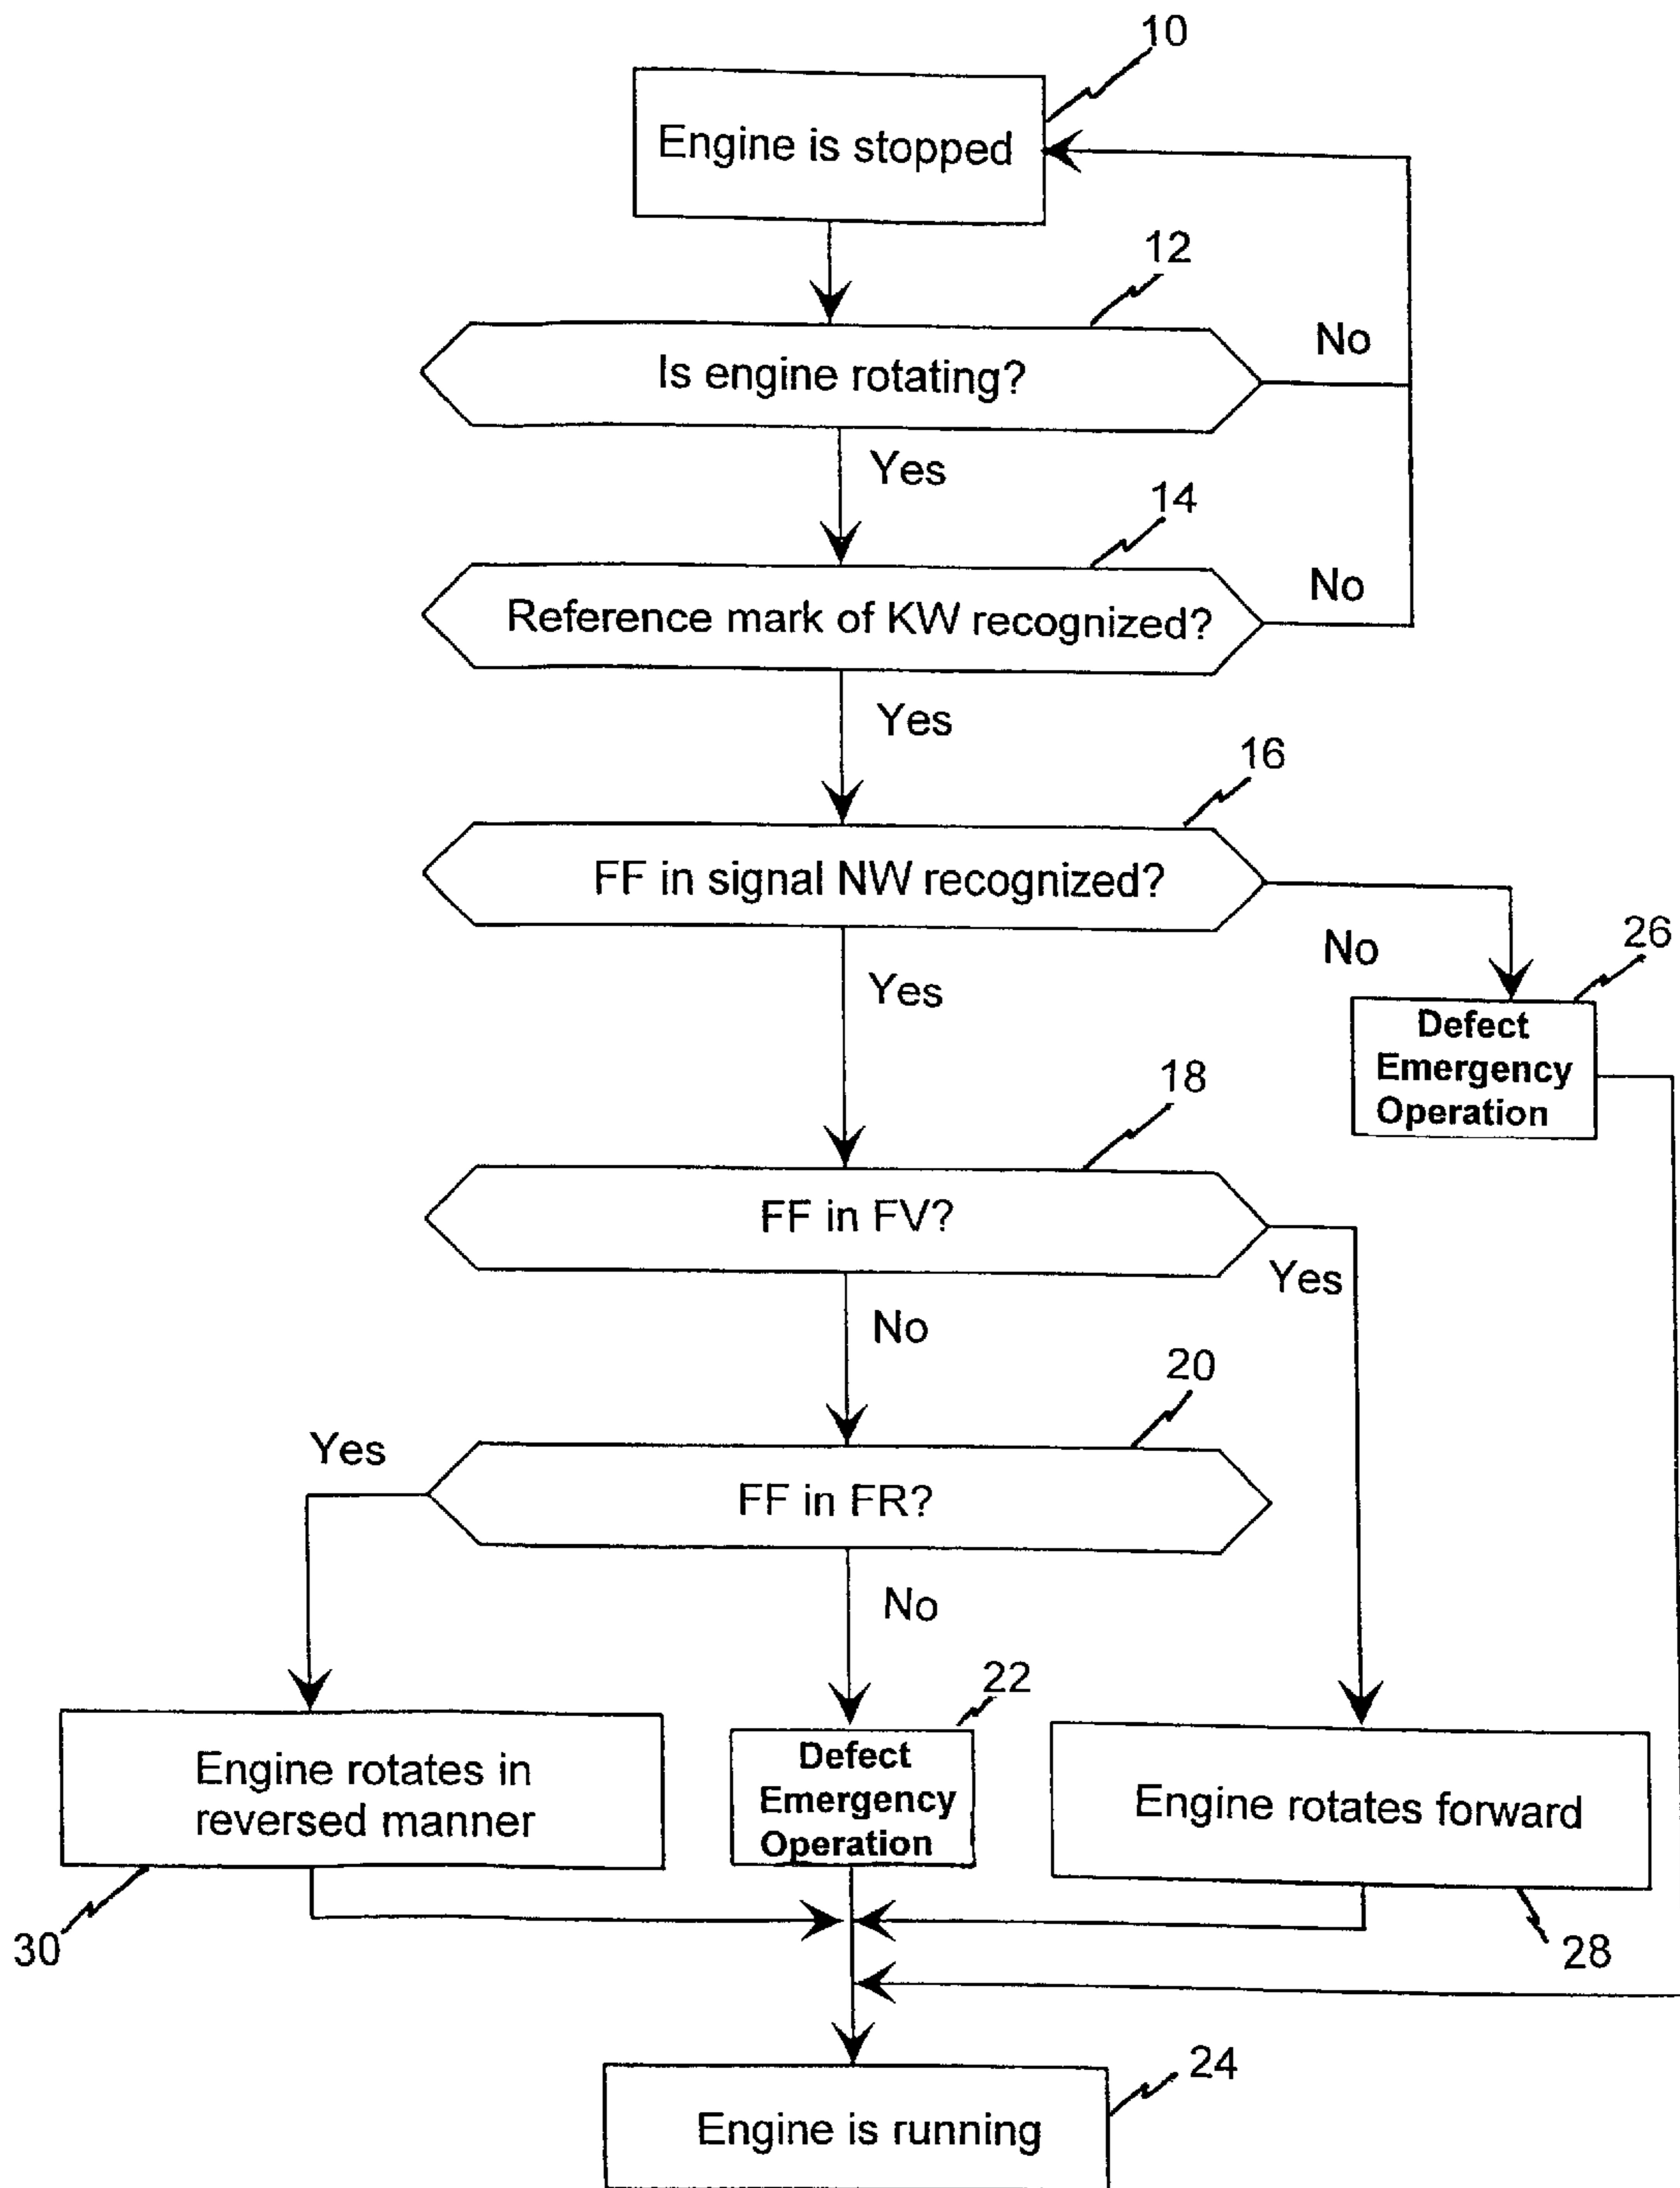 10
Engine is stopped
12
Is engine rotating?
No
Yes
14
Reference mark of KW recognized?
No
Yes
16
FF in signal NW recognized?
No
26
Yes
Defect
Emergency
Operation
18
FF in FV?
Yes
No
20
Yes
FF in FR?
No
22
Engine rotates in
reversed manner
Defect
Emergency
Operation
Engine rotates forward
30
28
24
Engine is running